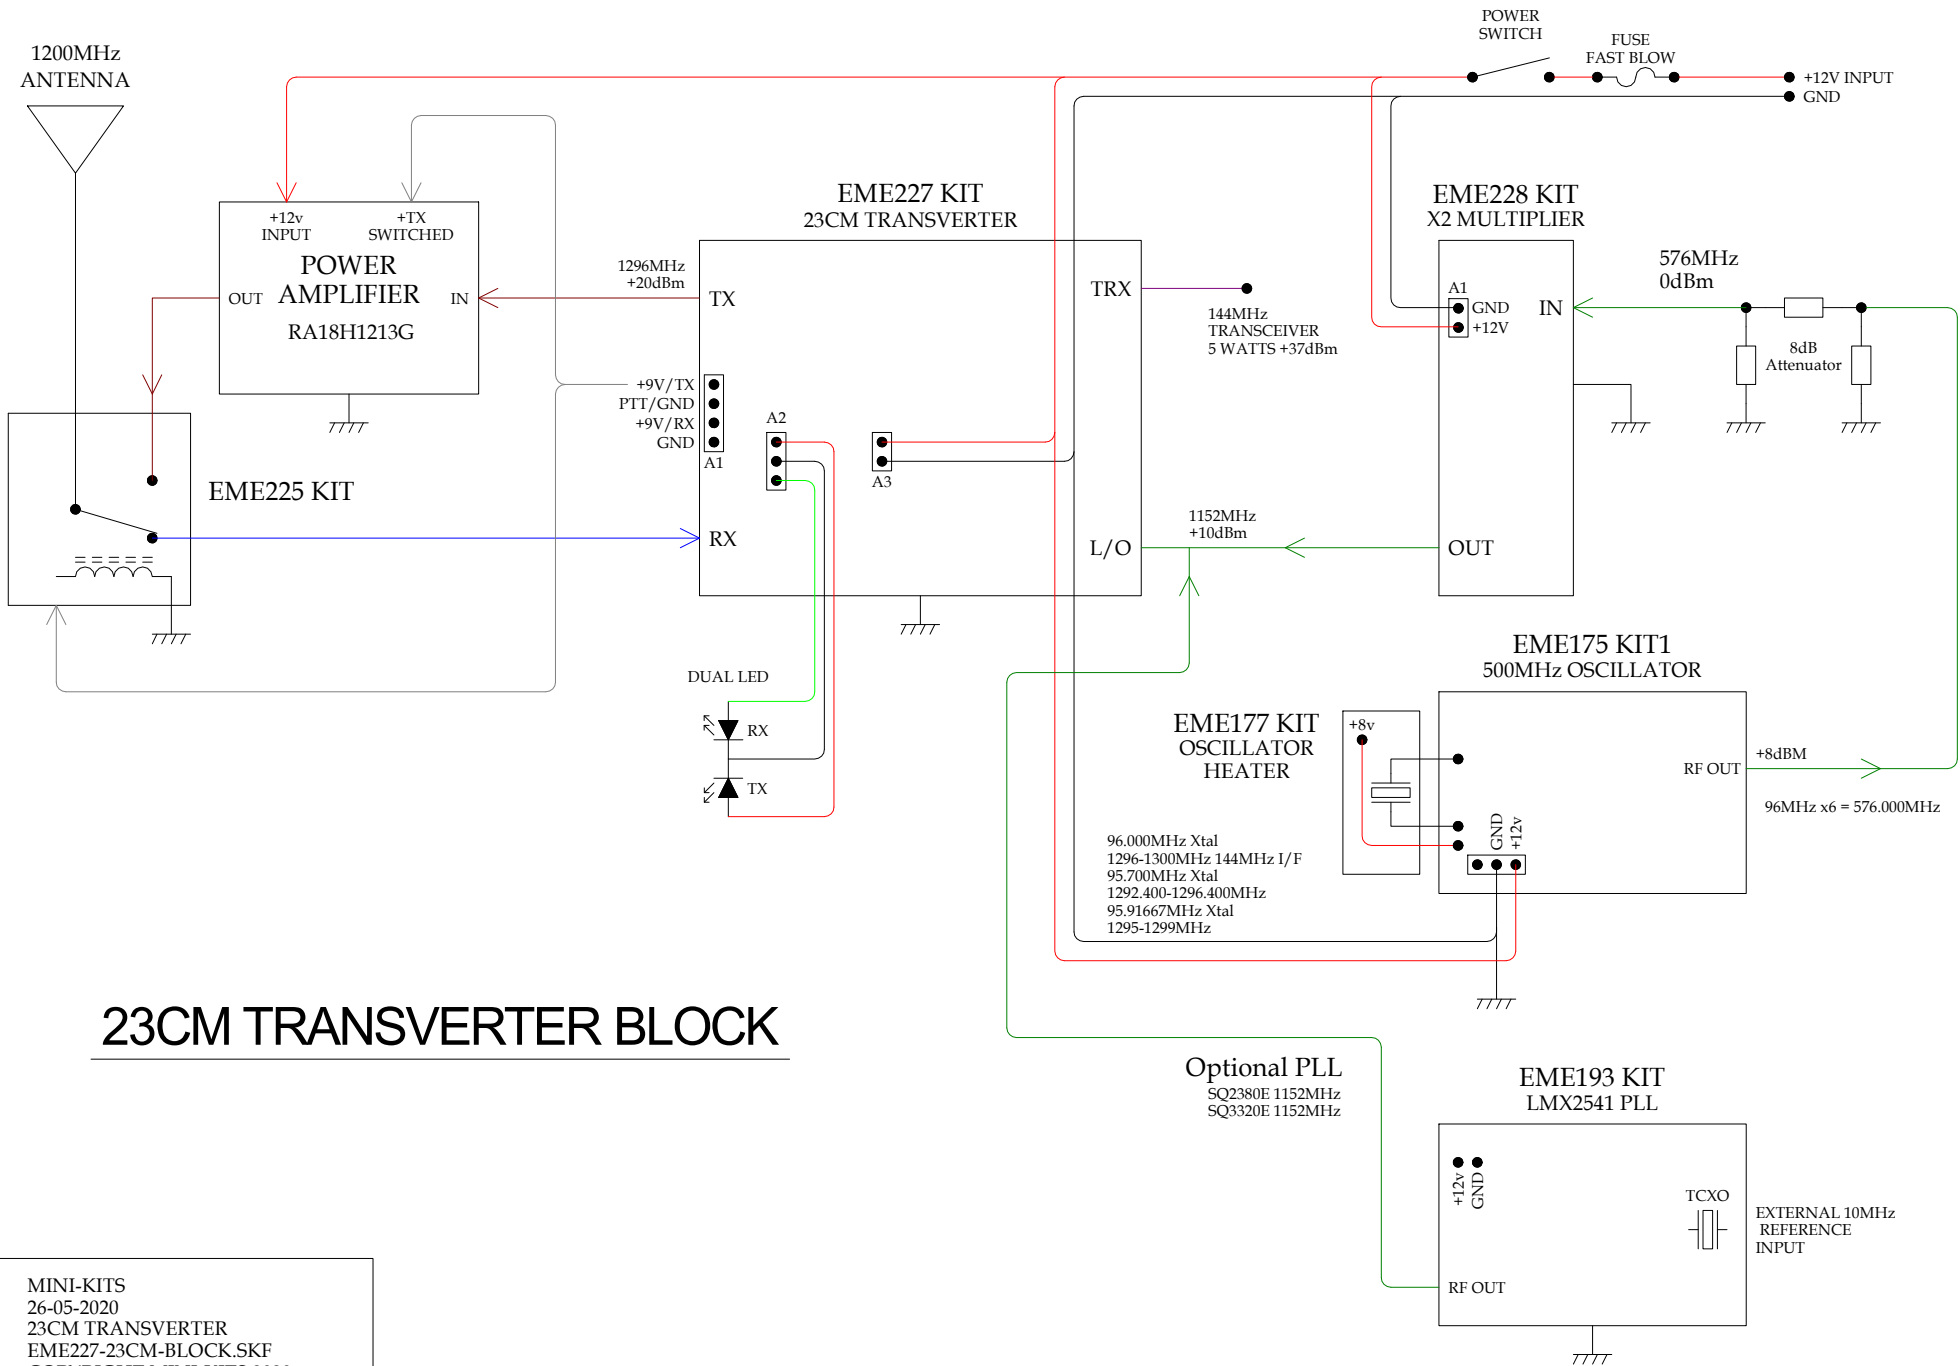 POWER
SWITCH
FUSE
FAST BLOW
+12V INPUT
GND
1200MHz
ANTENNA
+12v
INPUT
+TX
SWITCHED
POWER
AMPLIFIER
RA18H1213G
OUT
IN
1296MHz
+20dBm
EME227 KIT
23CM TRANSVERTER
TX
TRX
144MHz
TRANSCEIVER
5 WATTS +37dBm
+9V/TX
PTT/GND
+9V/RX
GND
A1
A2
A3
RX
L/O
EME228 KIT
X2 MULTIPLIER
A1
GND
+12V
IN
OUT
576MHz
0dBm
8dB
Attenuator
1152MHz
+10dBm
EME225 KIT
DUAL LED
RX
TX
EME175 KIT1
500MHz OSCILLATOR
EME177 KIT
OSCILLATOR
HEATER
+8v
GND
+12v
RF OUT
+8dBM
96MHz x6 = 576.000MHz
96.000MHz Xtal
1296-1300MHz 144MHz I/F
95.700MHz Xtal
1292.400-1296.400MHz
95.91667MHz Xtal
1295-1299MHz
23CM TRANSVERTER BLOCK
Optional PLL
SQ2380E 1152MHz
SQ3320E 1152MHz
EME193 KIT
LMX2541 PLL
+12v
GND
TCXO
EXTERNAL 10MHz
REFERENCE
INPUT
RF OUT
MINI-KITS
26-05-2020
23CM TRANSVERTER
EME227-23CM-BLOCK.SKF